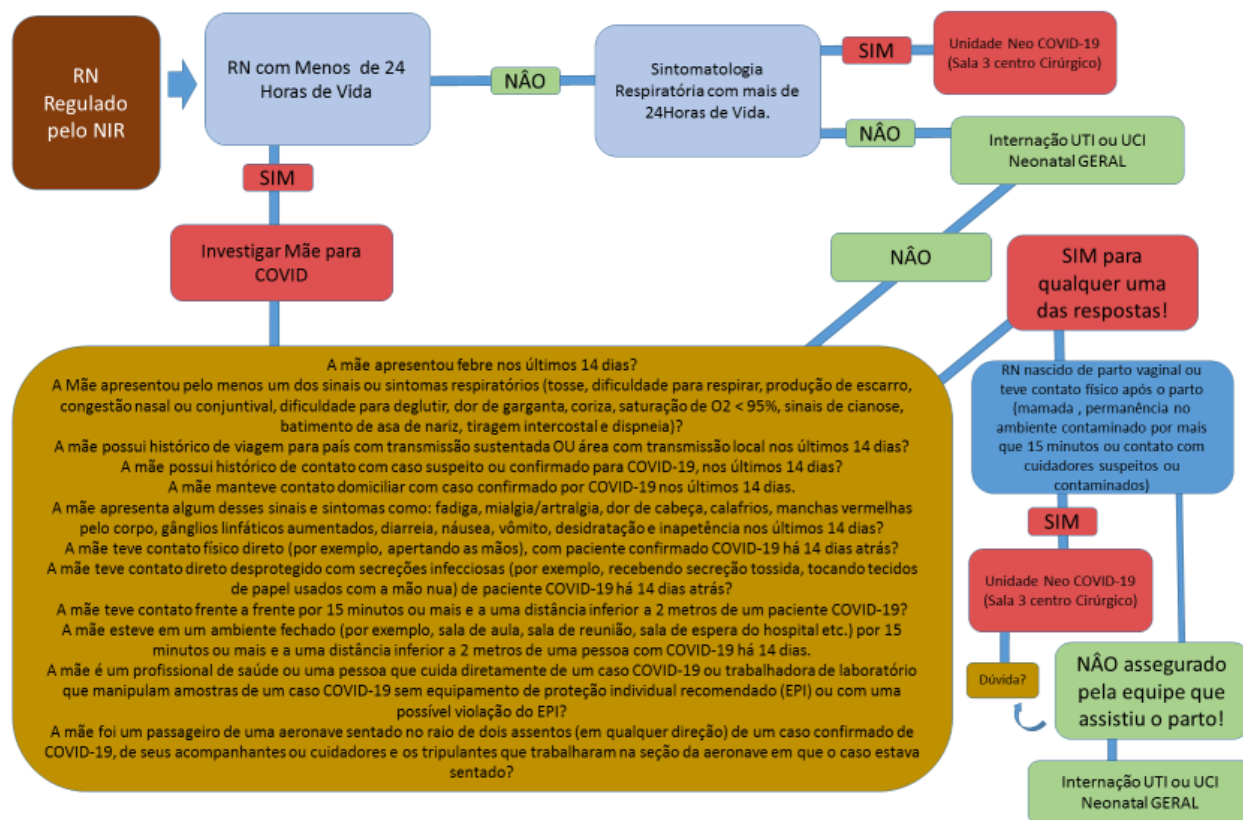 RN
Regulado
pelo NIR
RN com Menos de 24
Horas de Vida
NÂO
Sintomatologia
Respiratória com mais de
24Horas de Vida.
SIM
Unidade Neo COVID-19
(Sala 3 centro Cirúrgico)
NÂO
Internação UTI ou UCI
Neonatal GERAL
SIM
Investigar Mãe para
COVID
NÂO
SIM para
qualquer uma
das respostas!
A mãe apresentou febre nos últimos 14 dias?
A Mãe apresentou pelo menos um dos sinais ou sintomas respiratórios (tosse, dificuldade para respirar, produção de escarro,
congestão nasal ou conjuntival, dificuldade para deglutir, dor de garganta, coriza, saturação de O2 < 95%, sinais de cianose,
batimento de asa de nariz, tiragem intercostal e dispneia)?
A mãe possui histórico de viagem para país com transmissão sustentada OU área com transmissão local nos últimos 14 dias?
A mãe possui histórico de contato com caso suspeito ou confirmado para COVID-19, nos últimos 14 dias?
A mãe manteve contato domiciliar com caso confirmado por COVID-19 nos últimos 14 dias.
A mãe apresenta algum desses sinais e sintomas como: fadiga, mialgia/artralgia, dor de cabeça, calafrios, manchas vermelhas
pelo corpo, gânglios linfáticos aumentados, diarreia, náusea, vômito, desidratação e inapetência nos últimos 14 dias?
A mãe teve contato físico direto (por exemplo, apertando as mãos), com paciente confirmado COVID-19 há 14 dias atrás?
A mãe teve contato direto desprotegido com secreções infecciosas (por exemplo, recebendo secreção tossida, tocando tecidos
de papel usados com a mão nua) de paciente COVID-19 há 14 dias atrás?
A mãe teve contato frente a frente por 15 minutos ou mais e a uma distância inferior a 2 metros de um paciente COVID-19?
A mãe esteve em um ambiente fechado (por exemplo, sala de aula, sala de reunião, sala de espera do hospital etc.) por 15
minutos ou mais e a uma distância inferior a 2 metros de uma pessoa com COVID-19 há 14 dias.
A mãe é um profissional de saúde ou uma pessoa que cuida diretamente de um caso COVID-19 ou trabalhadora de laboratório
que manipulam amostras de um caso COVID-19 sem equipamento de proteção individual recomendado (EPI) ou com uma
possível violação do EPI?
A mãe foi um passageiro de uma aeronave sentado no raio de dois assentos (em qualquer direção) de um caso confirmado de
COVID-19, de seus acompanhantes ou cuidadores e os tripulantes que trabalharam na seção da aeronave em que o caso estava
sentado?
RN nascido de parto vaginal ou
teve contato físico após o parto
(mamada , permanência no
ambiente contaminado por mais
que 15 minutos ou contato com
cuidadores suspeitos ou
contaminados)
SIM
Unidade Neo COVID-19
(Sala 3 centro Cirúrgico)
Dúvida?
NÂO assegurado
pela equipe que
assistiu o parto!
Internação UTI ou UCI
Neonatal GERAL